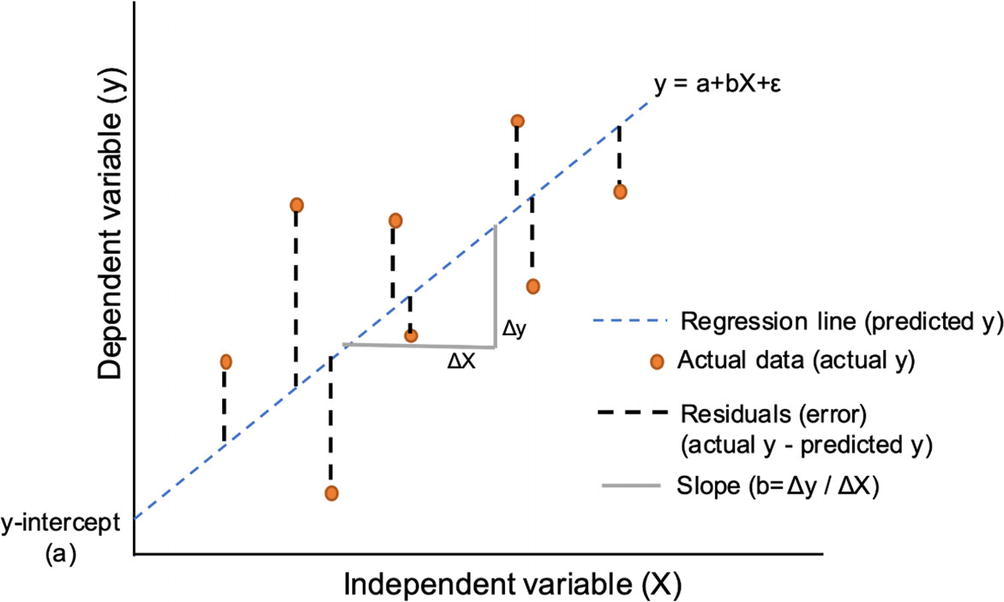 y = a+bX+ε
Dependent variable (y)
Δy
ΔX
Regression line (predicted y)
Actual data (actual y)
Residuals (error)
(actual y - predicted y)
Slope (b=Δy / ΔX)
y-intercept
(a)
Independent variable (X)